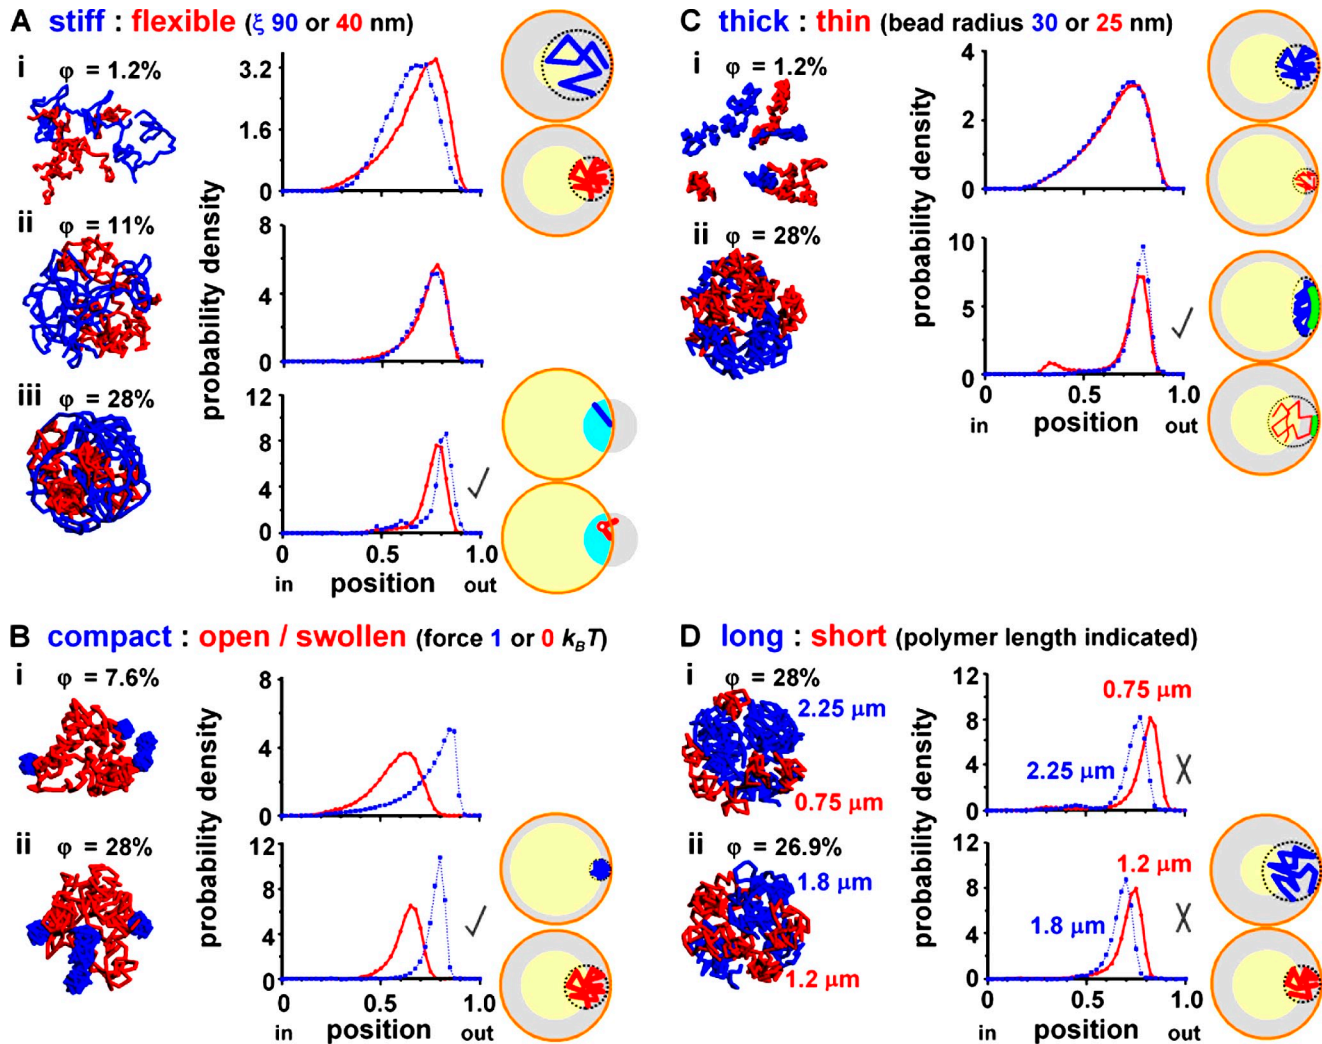 A stiff : flexible (ξ 90 or 40 nm)
i φ = 1.2%
3.2
1.6
0
ii φ = 11%
8
4
0
iii φ = 28%
12
8
4
0
0 0.5 1.0
in position out
probability density
B compact : open / swollen (force 1 or 0 kBT)
i φ = 7.6%
8
4
0
ii φ = 28%
12
8
4
0
0 0.5 1.0
in position out
probability density
C thick : thin (bead radius 30 or 25 nm)
i φ = 1.2%
4
2
0
ii φ = 28%
10
5
0
0 0.5 1.0
in position out
probability density
D long : short (polymer length indicated)
i φ = 28%
2.25 μm
0.75 μm
12
8
4
0
0.75 μm
2.25 μm
ii φ = 26.9%
1.8 μm
1.2 μm
12
8
4
0
1.2 μm
1.8 μm
0 0.5 1.0
in position out
probability density